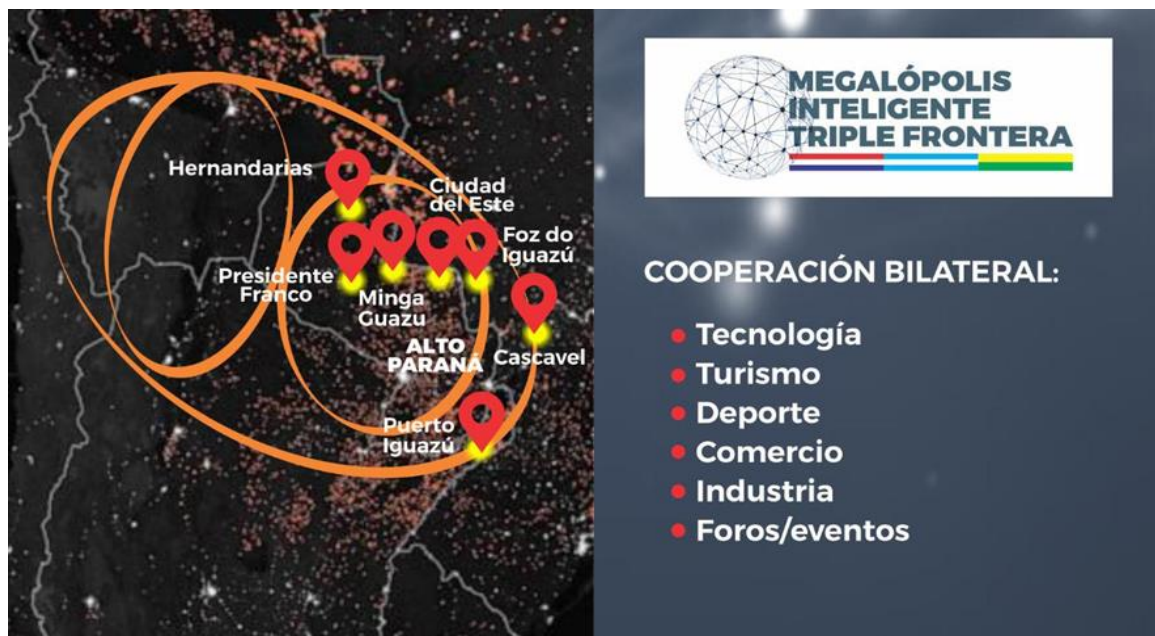 Hernandarias
Ciudad
del Este
Foz do
Iguazú
Presidente
Franco
Minga
Guazu
ALTO
PARANÁ
Cascavel
Puerto
Iguazú
MEGALÓPOLIS
INTELIGENTE
TRIPLE FRONTERA
COOPERACIÓN BILATERAL:
Tecnología
Turismo
Deporte
Comercio
Industria
Foros/eventos